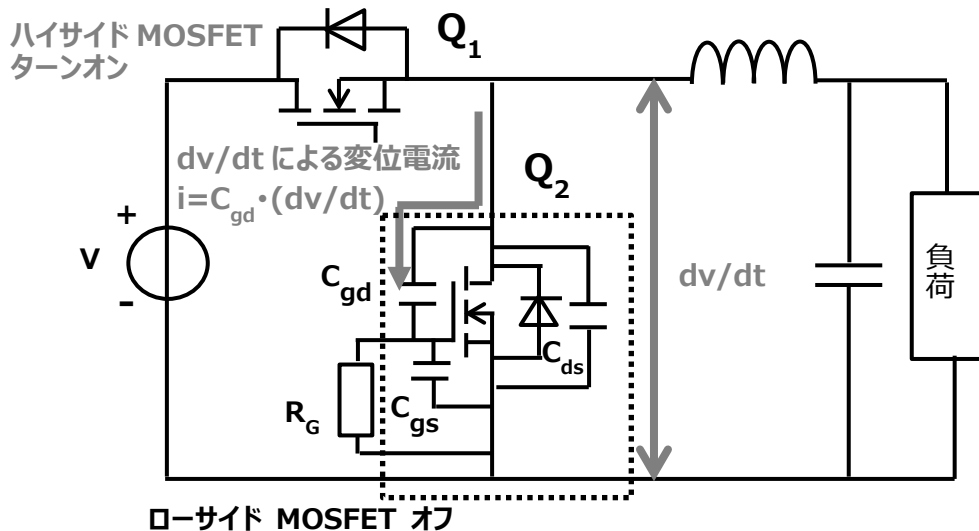 ハイサイド MOSFET
ターンオン
Q1
dv/dt による変位電流
i=Cgd・(dv/dt)
Q2
+
V
-
Cgd
Cds
RG
Cgs
dv/dt
負荷
ローサイド MOSFET オフ